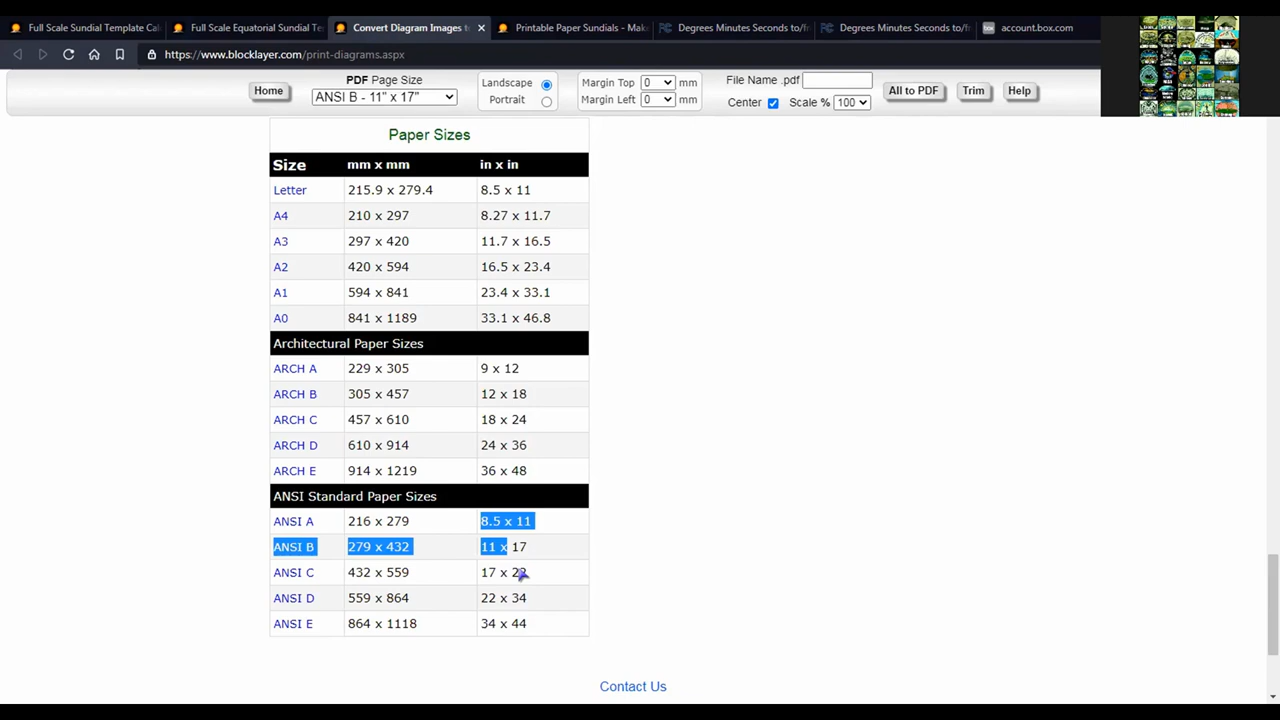 Full Scale Sundial Template Cal
Full Scale Equatorial Sundial Te
Convert Diagram Images to
Printable Paper Sundials - Mak
Degrees Minutes Seconds to/fr
Degrees Minutes Seconds to/fr
account.box.com
https://www.blocklayer.com/print-diagrams.aspx
Home
PDF Page Size
ANSI B - 11" x 17"
Landscape
Portrait
Margin Top 0 mm
Margin Left 0 mm
File Name .pdf
Center
Scale % 100
All to PDF
Trim
Help
Paper Sizes
Size mm x mm in x in
Letter 215.9 x 279.4 8.5 x 11
A4 210 x 297 8.27 x 11.7
A3 297 x 420 11.7 x 16.5
A2 420 x 594 16.5 x 23.4
A1 594 x 841 23.4 x 33.1
A0 841 x 1189 33.1 x 46.8
Architectural Paper Sizes
ARCH A 229 x 305 9 x 12
ARCH B 305 x 457 12 x 18
ARCH C 457 x 610 18 x 24
ARCH D 610 x 914 24 x 36
ARCH E 914 x 1219 36 x 48
ANSI Standard Paper Sizes
ANSI A 216 x 279 8.5 x 11
ANSI B 279 x 432 11 x 17
ANSI C 432 x 559 17 x 22
ANSI D 559 x 864 22 x 34
ANSI E 864 x 1118 34 x 44
Contact Us